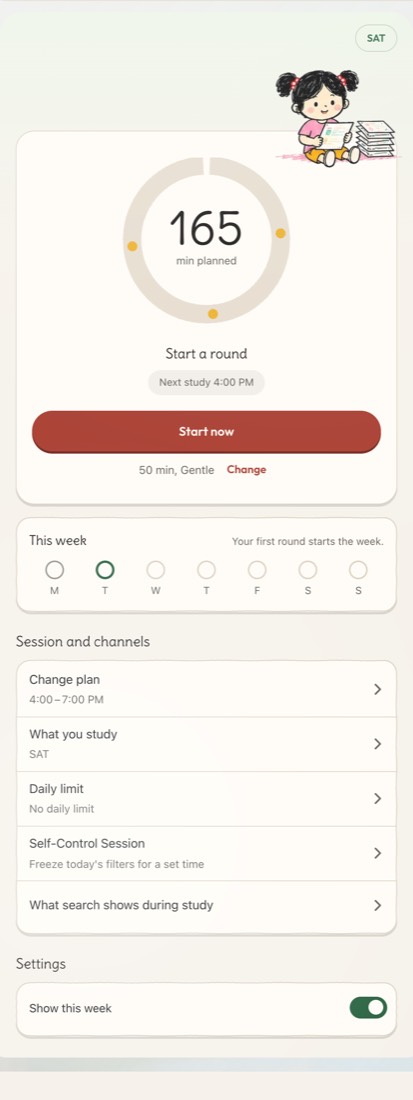 SAT
165
min planned
Start a round
Next study 4:00 PM
Start now
50 min, Gentle Change
This week Your first round starts the week.
M T W T F S S
Session and channels
Change plan
4:00–7:00 PM
What you study
SAT
Daily limit
No daily limit
Self-Control Session
Freeze today's filters for a set time
What search shows during study
Settings
Show this week